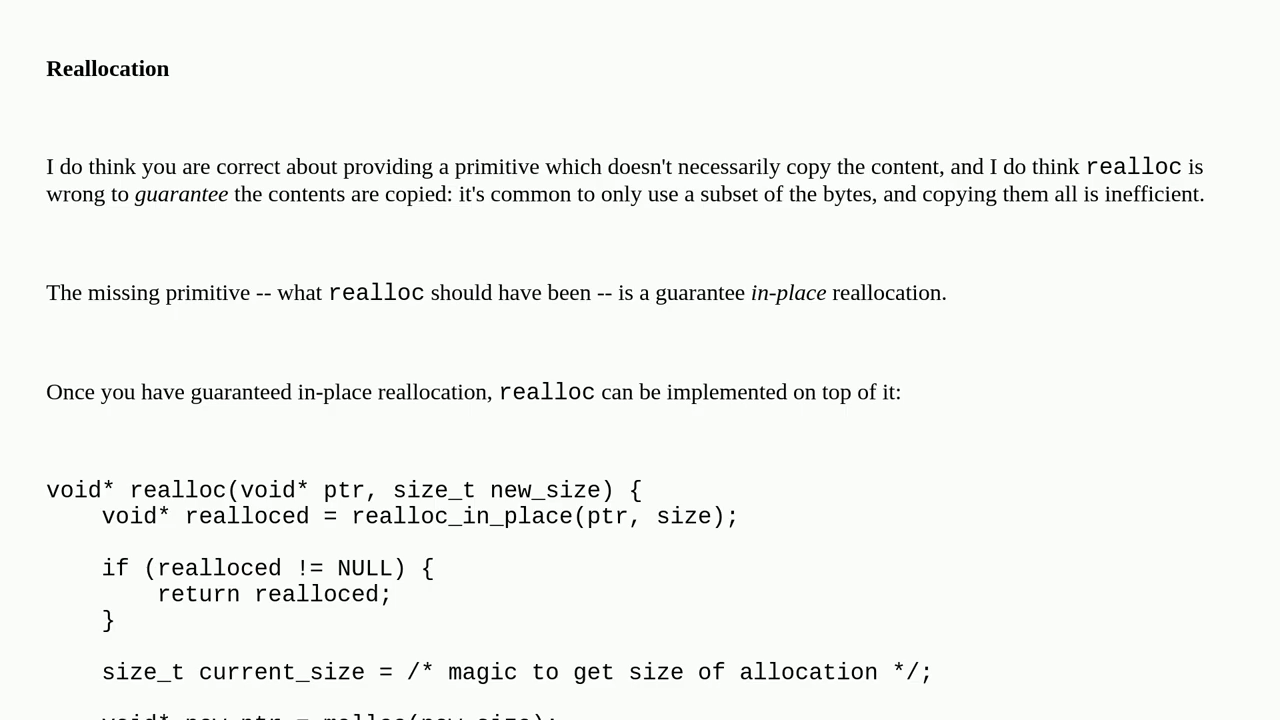 Reallocation
I do think you are correct about providing a primitive which doesn't necessarily copy the content, and I do think realloc is
wrong to guarantee the contents are copied: it's common to only use a subset of the bytes, and copying them all is inefficient.
The missing primitive -- what realloc should have been -- is a guarantee in-place reallocation.
Once you have guaranteed in-place reallocation, realloc can be implemented on top of it:
void* realloc(void* ptr, size_t new_size) {
    void* realloced = realloc_in_place(ptr, size);
    if (realloced != NULL) {
        return realloced;
    }
    size_t current_size = /* magic to get size of allocation */;
    void* new_ptr = malloc(new_size);